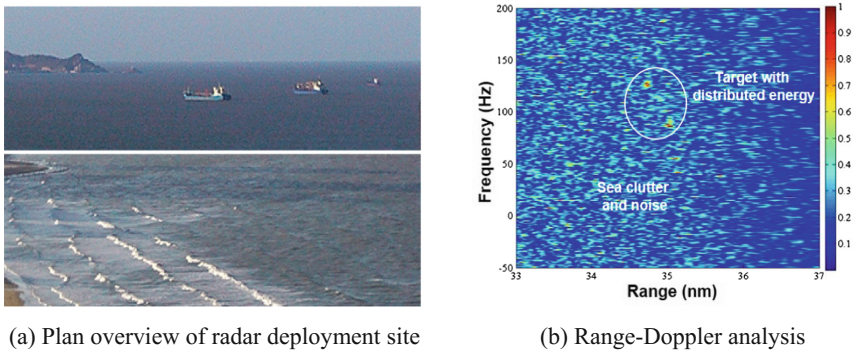 200
150
100
50
0
-50
Frequency (Hz)
33
34
35
36
37
Range (nm)
Target with
distributed energy
Sea clutter
and noise
1
0.9
0.8
0.7
0.6
0.5
0.4
0.3
0.2
0.1
(a) Plan overview of radar deployment site
(b) Range-Doppler analysis